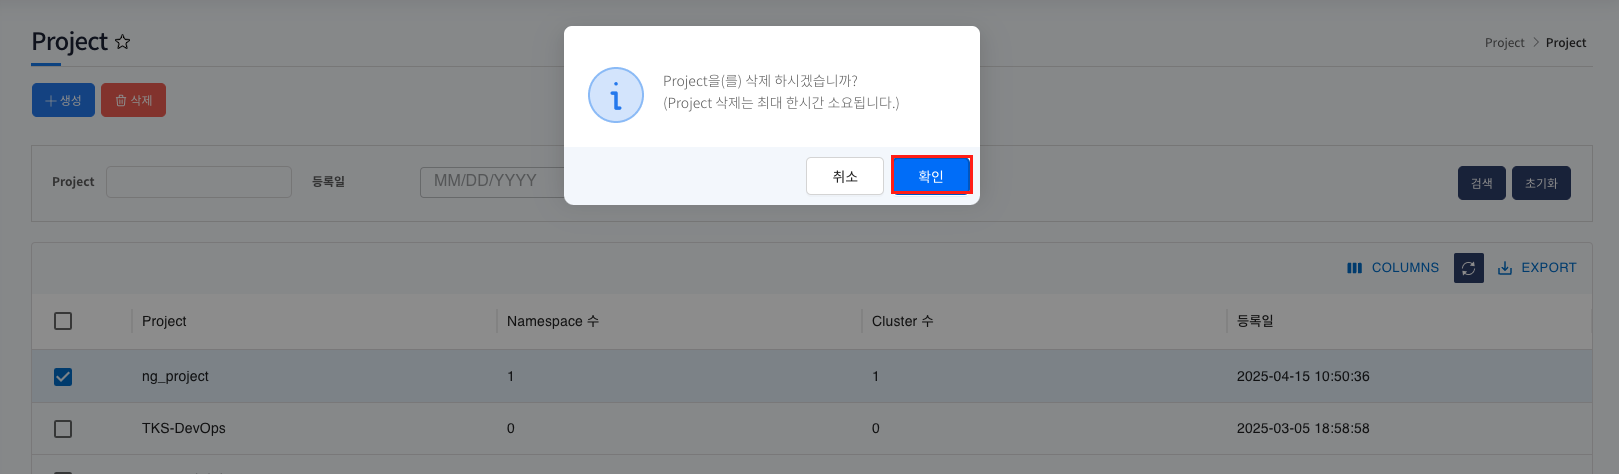 Project
Project > Project
생성
삭제
Project을(를) 삭제 하시겠습니까?
(Project 삭제는 최대 한시간 소요됩니다.)
취소
확인
Project
등록일
MM/DD/YYYY
검색
초기화
COLUMNS
EXPORT
Project Namespace 수 Cluster 수 등록일
ng_project 1 1 2025-04-15 10:50:36
TKS-DevOps 0 0 2025-03-05 18:58:58